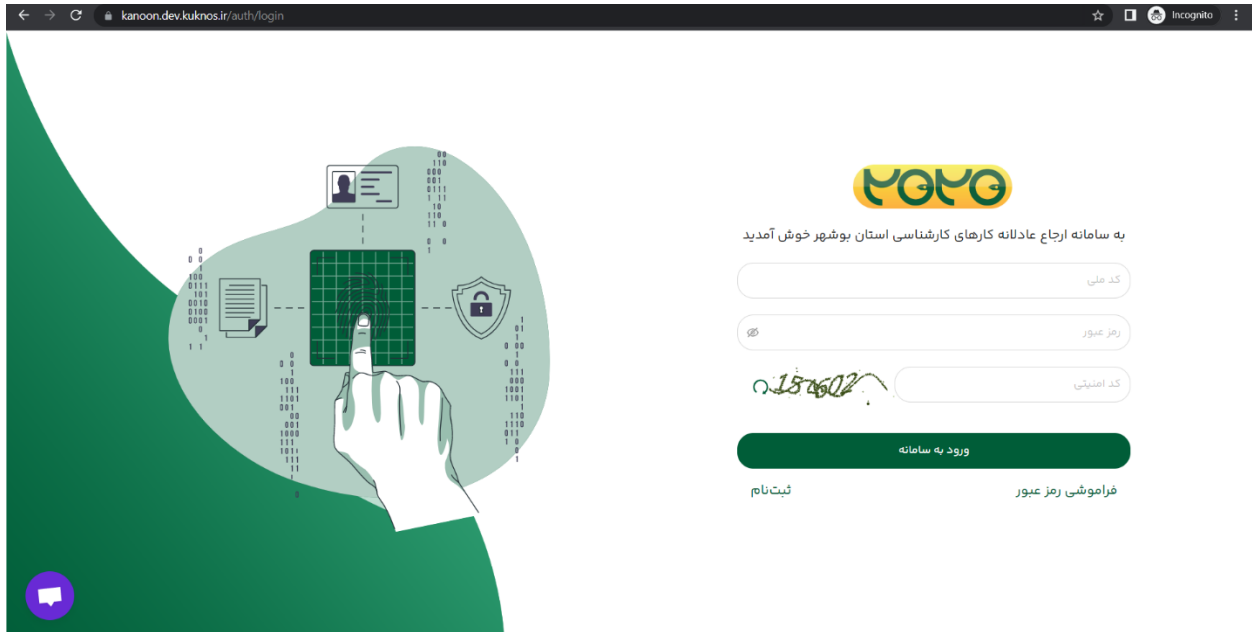 kanoon.dev.kuknos.ir/auth/login
Incognito
به سامانه ارجاع عادلانه کارهای کارشناسی استان بوشهر خوش آمدید
کد ملی
رمز عبور
کد امنیتی
ورود به سامانه
فراموشی رمز عبور
ثبت‌نام